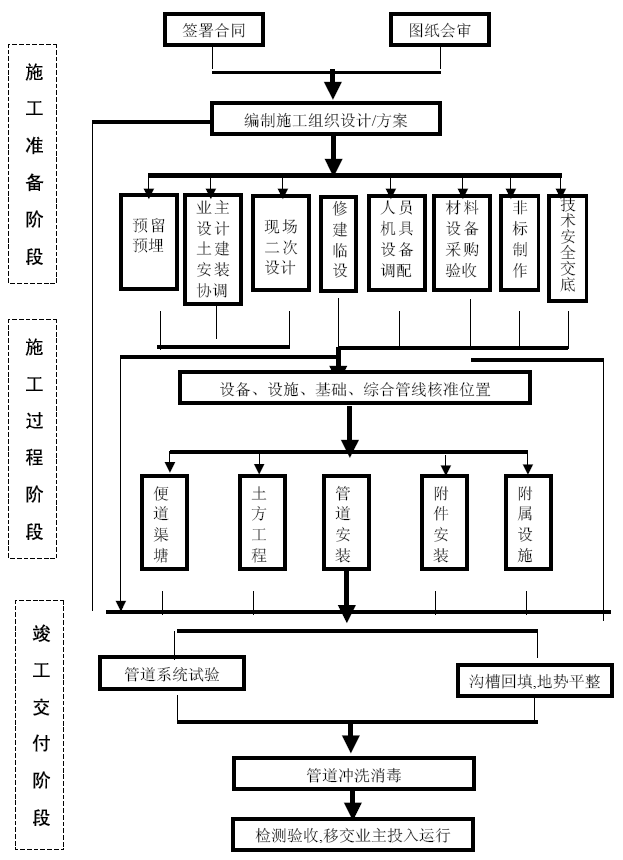 签署合同
图纸会审
施工准备阶段
编制施工组织设计/方案
预留
预埋
业主
设计
土建
安装
协调
现场
二次
设计
修建临设
人员
机具
设备
调配
材料
设备
采购
验收
非标制作
技术安全交底
施工过程阶段
设备、设施、基础、综合管线核准位置
便道渠塘
土方工程
管道安装
附件安装
附属设施
竣工交付阶段
管道系统试验
沟槽回填,地势平整
管道冲洗消毒
检测验收,移交业主投入运行